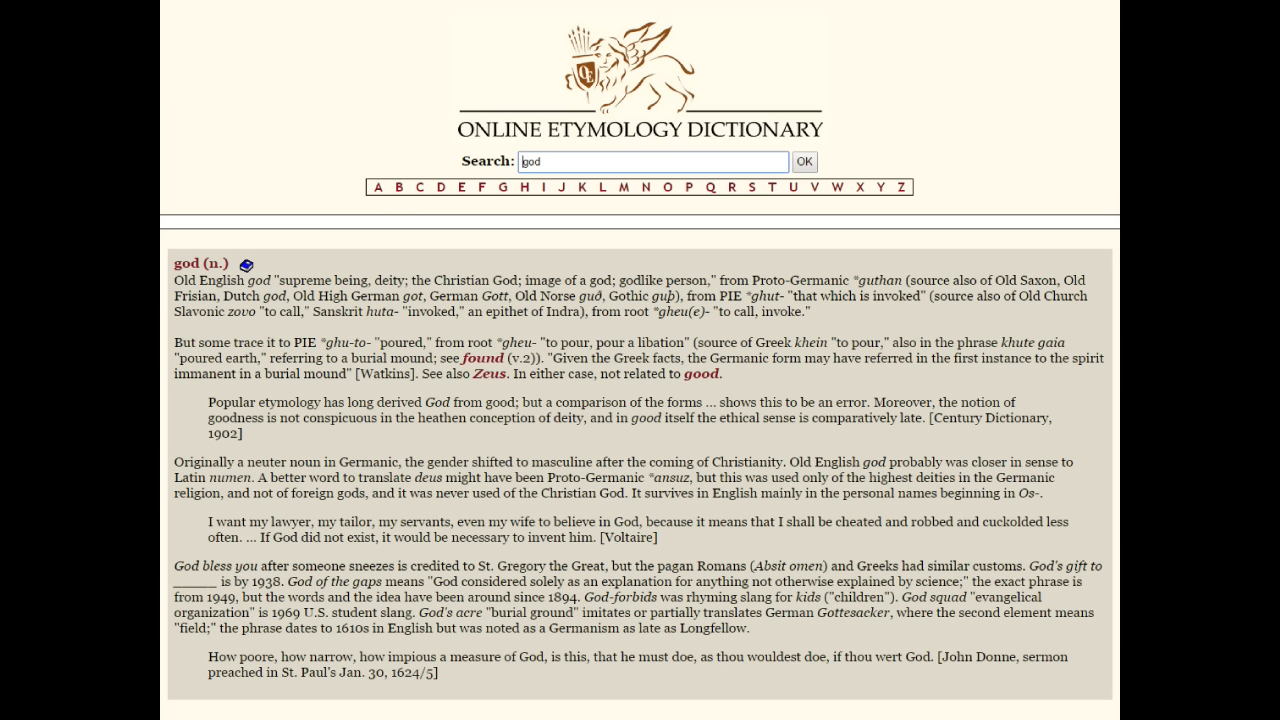 OE
ONLINE ETYMOLOGY DICTIONARY
Search: god OK
A B C D E F G H I J K L M N O P Q R S T U V W X Y Z
god (n.)
Old English god "supreme being, deity; the Christian God; image of a god; godlike person," from Proto-Germanic *guthan (source also of Old Saxon, Old
Frisian, Dutch god, Old High German got, German Gott, Old Norse guð, Gothic guþ), from PIE *ghut- "that which is invoked" (source also of Old Church
Slavonic zovo "to call," Sanskrit huta- "invoked," an epithet of Indra), from root *gheu(e)- "to call, invoke."
But some trace it to PIE *ghu-to- "poured," from root *gheu- "to pour, pour a libation" (source of Greek khein "to pour," also in the phrase khute gaia
"poured earth," referring to a burial mound; see found (v.2)). "Given the Greek facts, the Germanic form may have referred in the first instance to the spirit
immanent in a burial mound" [Watkins]. See also Zeus. In either case, not related to good.
Popular etymology has long derived God from good; but a comparison of the forms ... shows this to be an error. Moreover, the notion of
goodness is not conspicuous in the heathen conception of deity, and in good itself the ethical sense is comparatively late. [Century Dictionary,
1902]
Originally a neuter noun in Germanic, the gender shifted to masculine after the coming of Christianity. Old English god probably was closer in sense to
Latin numen. A better word to translate deus might have been Proto-Germanic *ansuz, but this was used only of the highest deities in the Germanic
religion, and not of foreign gods, and it was never used of the Christian God. It survives in English mainly in the personal names beginning in Os-.
I want my lawyer, my tailor, my servants, even my wife to believe in God, because it means that I shall be cheated and robbed and cuckolded less
often. ... If God did not exist, it would be necessary to invent him. [Voltaire]
God bless you after someone sneezes is credited to St. Gregory the Great, but the pagan Romans (Absit omen) and Greeks had similar customs. God's gift to
_____ is by 1938. God of the gaps means "God considered solely as an explanation for anything not otherwise explained by science;" the exact phrase is
from 1949, but the words and the idea have been around since 1894. God-forbids was rhyming slang for kids ("children"). God squad "evangelical
organization" is 1969 U.S. student slang. God's acre "burial ground" imitates or partially translates German Gottesacker, where the second element means
"field;" the phrase dates to 1610s in English but was noted as a Germanism as late as Longfellow.
How poore, how narrow, how impious a measure of God, is this, that he must doe, as thou wouldest doe, if thou wert God. [John Donne, sermon
preached in St. Paul's Jan. 30, 1624/5]